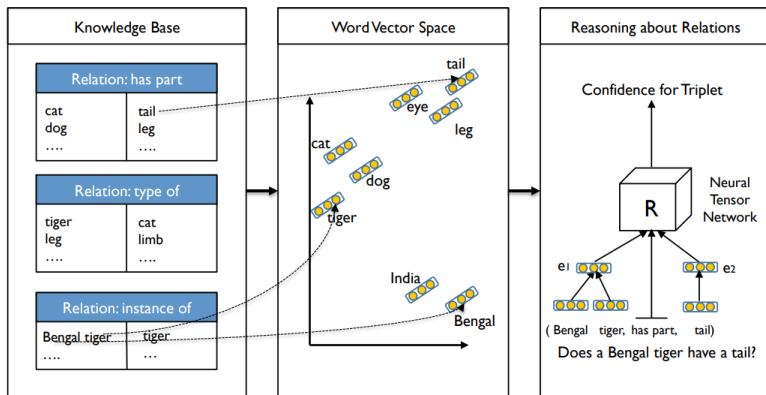 Knowledge Base
Relation: has part
cat tail
dog leg
.... ....
Relation: type of
tiger cat
leg limb
.... ....
Relation: instance of
Bengal tiger tiger
.... ...
Word Vector Space
tail
eye
leg
cat
dog
tiger
India
Bengal
Reasoning about Relations
Confidence for Triplet
R
Neural
Tensor
Network
e1 e2
( Bengal tiger, has part, tail)
Does a Bengal tiger have a tail?